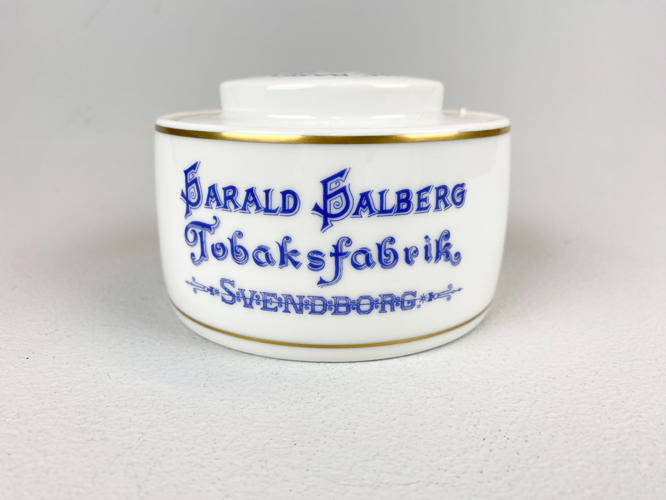 HARALD HALBERG
Tobaksfabrik,
SVENDBORG.